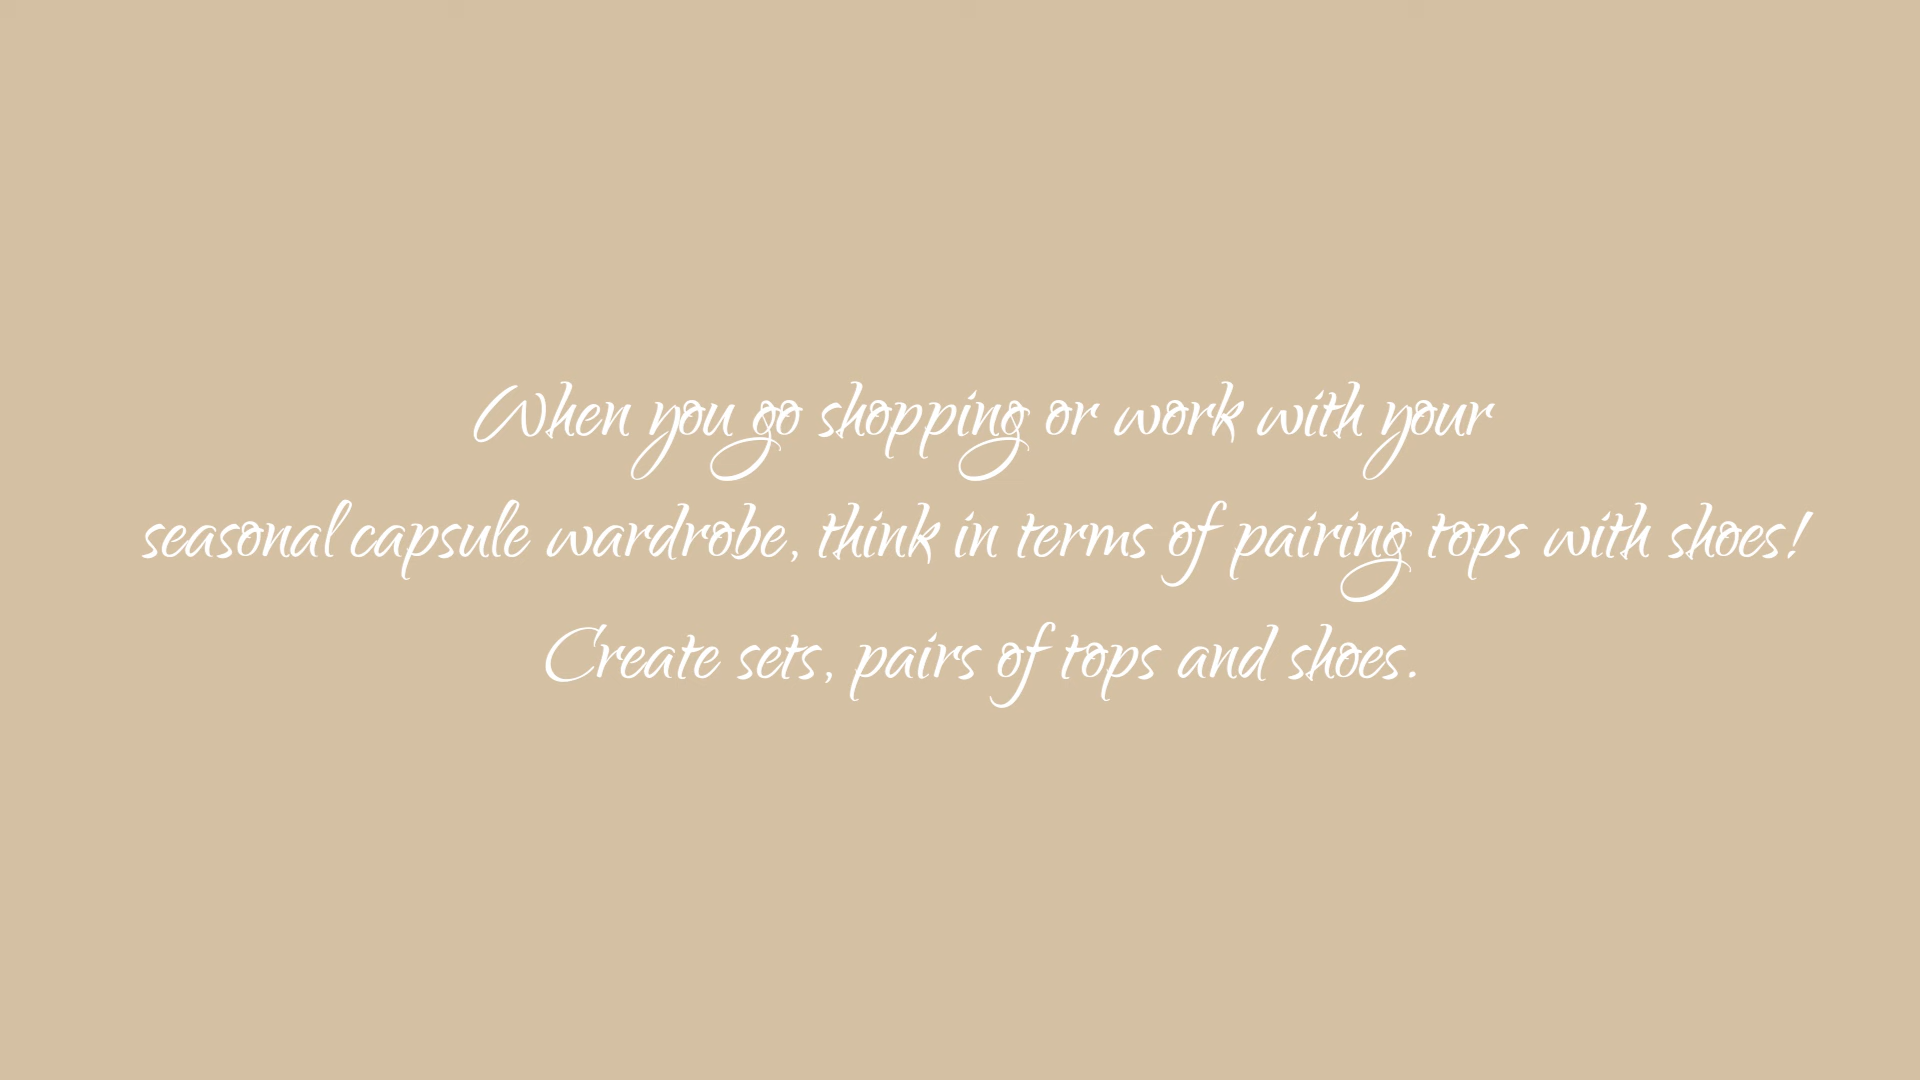 When you go shopping or work with your
seasonal capsule wardrobe, think in terms of pairing tops with shoes!
Create sets, pairs of tops and shoes.